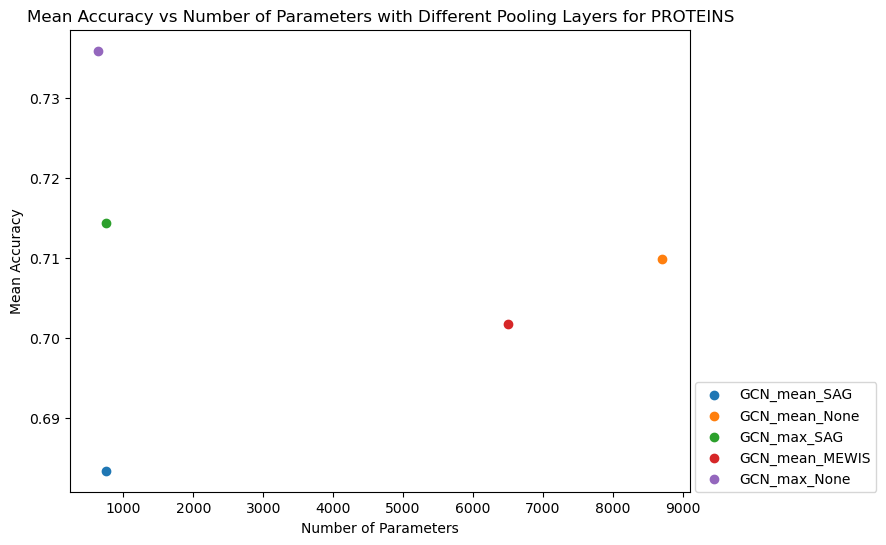 Mean Accuracy vs Number of Parameters with Different Pooling Layers for PROTEINS
0.73
0.72
0.71
0.70
0.69
Mean Accuracy
1000 2000 3000 4000 5000 6000 7000 8000 9000
Number of Parameters
GCN_mean_SAG
GCN_mean_None
GCN_max_SAG
GCN_mean_MEWIS
GCN_max_None